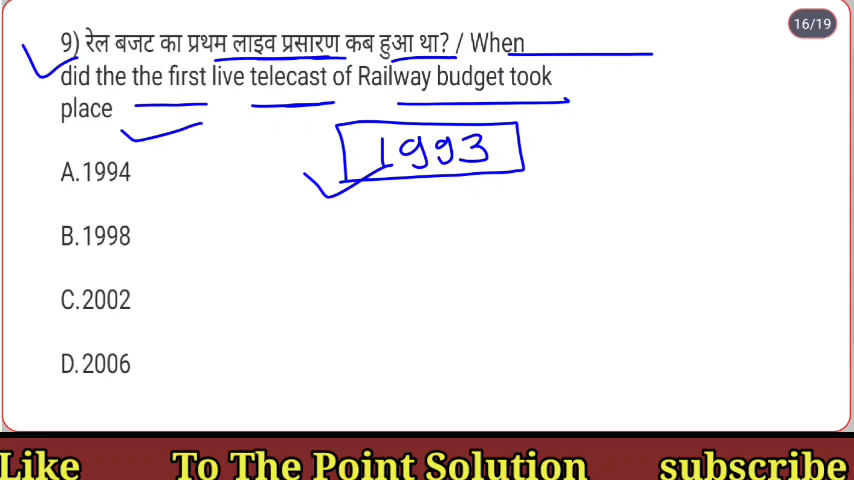 16/19
9) रेल बजट का प्रथम लाइव प्रसारण कब हुआ था? / When
did the the first live telecast of Railway budget took
place
1993
A.1994
B.1998
C.2002
D.2006
Like To The Point Solution subscribe